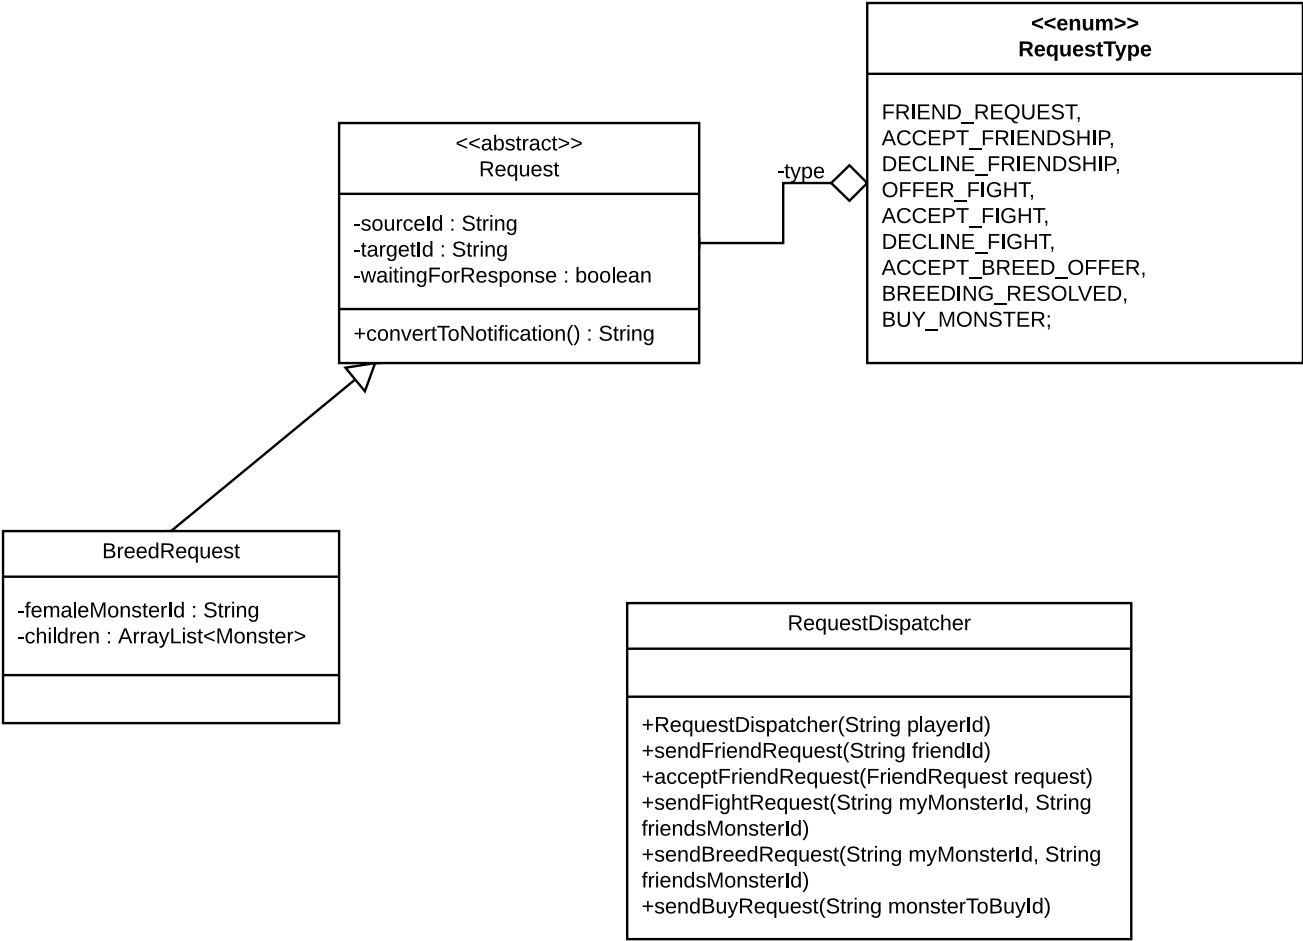 <<enum>>
RequestType
FRIEND_REQUEST,
ACCEPT_FRIENDSHIP,
DECLINE_FRIENDSHIP,
OFFER_FIGHT,
ACCEPT_FIGHT,
DECLINE_FIGHT,
ACCEPT_BREED_OFFER,
BREEDING_RESOLVED,
BUY_MONSTER;
<<abstract>>
Request
-sourceId : String
-targetId : String
-waitingForResponse : boolean
+convertToNotification() : String
-type
BreedRequest
-femaleMonsterId : String
-children : ArrayList<Monster>
RequestDispatcher
+RequestDispatcher(String playerId)
+sendFriendRequest(String friendId)
+acceptFriendRequest(FriendRequest request)
+sendFightRequest(String myMonsterId, String
friendsMonsterId)
+sendBreedRequest(String myMonsterId, String
friendsMonsterId)
+sendBuyRequest(String monsterToBuyId)